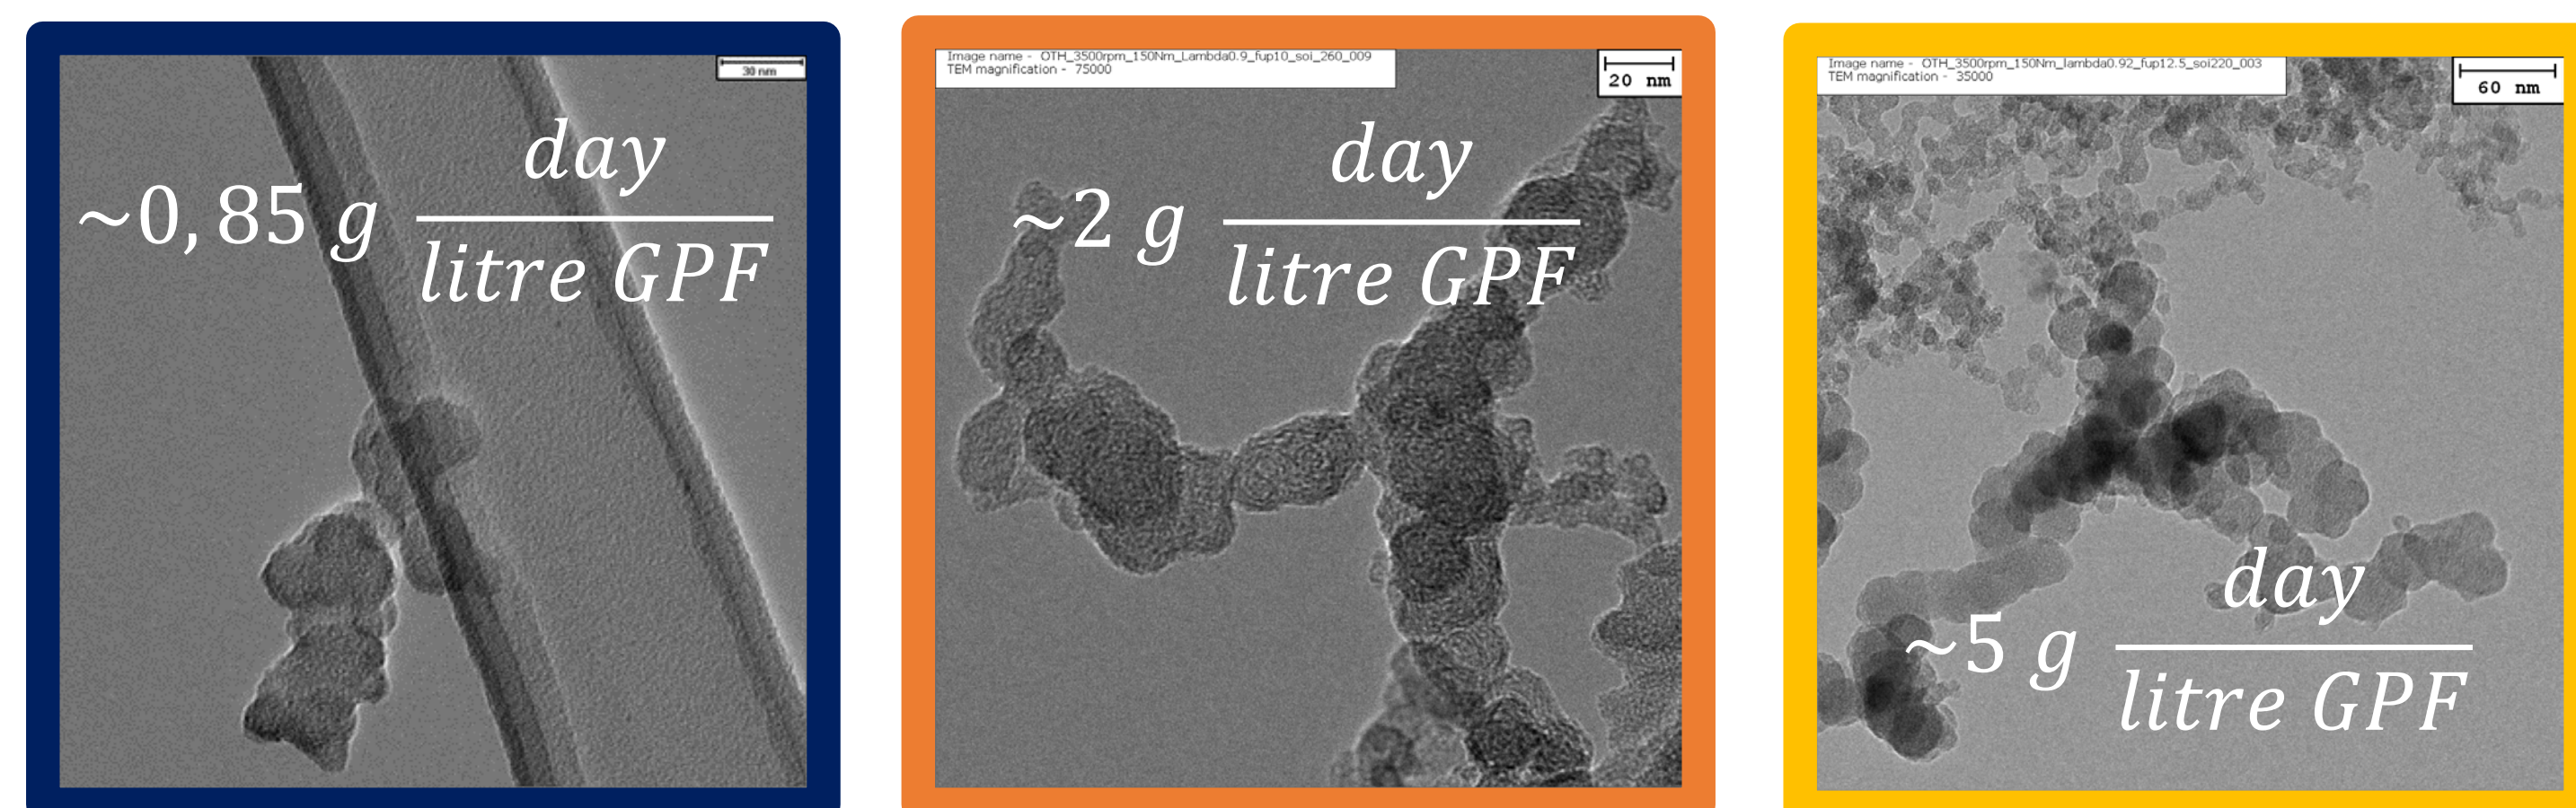 30 nm
~0, 85 g day/litre GPF
Image name - OTH_3500rpm_150Nm_Lambda0.9_fup10_soi_260_009
TEM magnification - 75000
20 nm
~2 g day/litre GPF
Image name - OTH_3500rpm_150Nm_lambda0.92_fup12.5_soi220_003
TEM magnification - 35000
60 nm
~5 g day/litre GPF